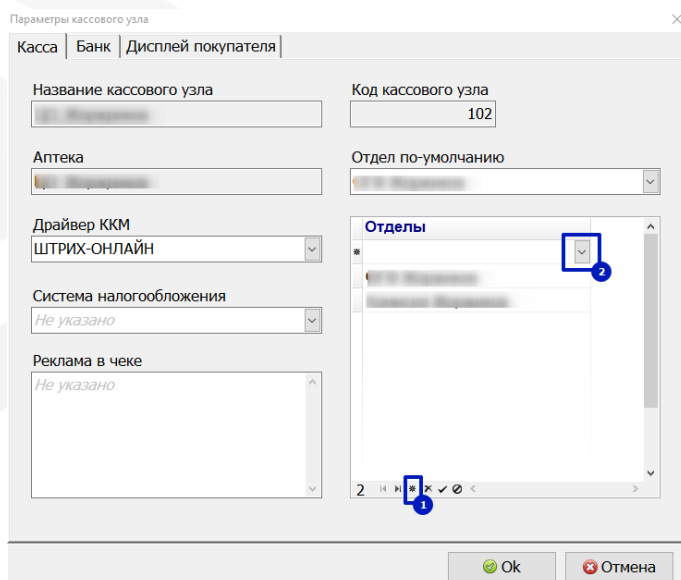 Параметры кассового узла
Касса
Банк
Дисплей покупателя
Название кассового узла
Код кассового узла
102
Аптека
Отдел по-умолчанию
Драйвер ККМ
ШТРИХ-ОНЛАЙН
Отделы
2
Система налогообложения
Не указано
Реклама в чеке
Не указано
2
1
Ok
Отмена